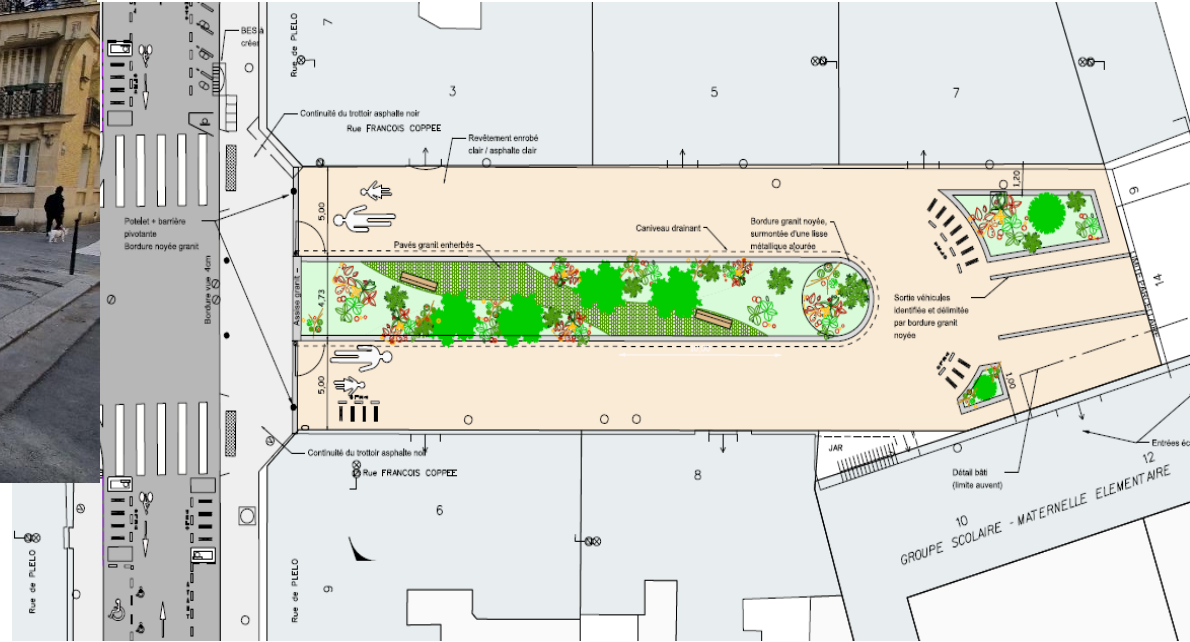 BES à
créer
Rue de PLELO
7
3
5
7
Continuité du trottoir asphalte noir
Rue FRANCOIS COPPEE
Revêtement enrobé
clair / asphalte clair
1,20
9
14
5,00
Potelet + barrière
pivotante
Bordure noyée granit
Pavés granit enherbés
Caniveau drainant
Bordure granit noyée,
surmontée d'une lisse
métallique ajourée
Bordure vue 4cm
Assise granit
4,73
Sortie véhicules
identifiée et délimitée
par bordure granit
noyée
5,00
1,00
Continuité du trottoir asphalte noir
Rue FRANCOIS COPPEE
JAR
8
Détail bâti
(limite auvent)
Entrées éc
12
10
GROUPE SCOLAIRE - MATERNELLE ELEMENTAIRE
6
Rue de PLELO
Rue de PLELO
9